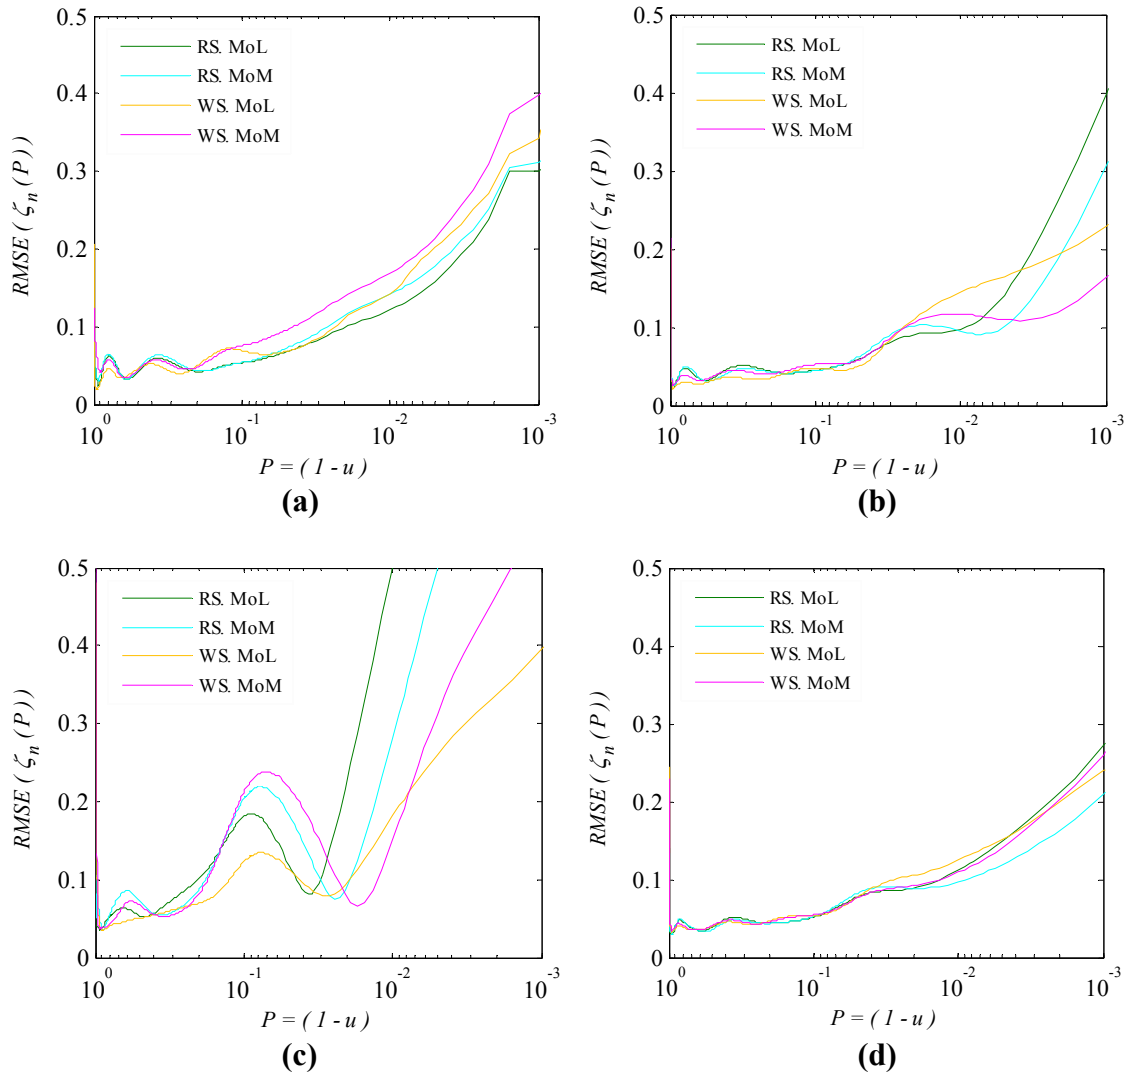 0.5
0.4
0.3
0.2
0.1
0
RMSE ( ζn (P))
RS. MoL
RS. MoM
WS. MoL
WS. MoM
10^0
10^-1
10^-2
10^-3
P = ( 1 - u )
(a)
0.5
0.4
0.3
0.2
0.1
0
RMSE ( ζn (P))
RS. MoL
RS. MoM
WS. MoL
WS. MoM
10^0
10^-1
10^-2
10^-3
P = ( 1 - u )
(b)
0.5
0.4
0.3
0.2
0.1
0
RMSE ( ζn (P))
RS. MoL
RS. MoM
WS. MoL
WS. MoM
10^0
10^-1
10^-2
10^-3
P = ( 1 - u )
(c)
0.5
0.4
0.3
0.2
0.1
0
RMSE ( ζn (P))
RS. MoL
RS. MoM
WS. MoL
WS. MoM
10^0
10^-1
10^-2
10^-3
P = ( 1 - u )
(d)